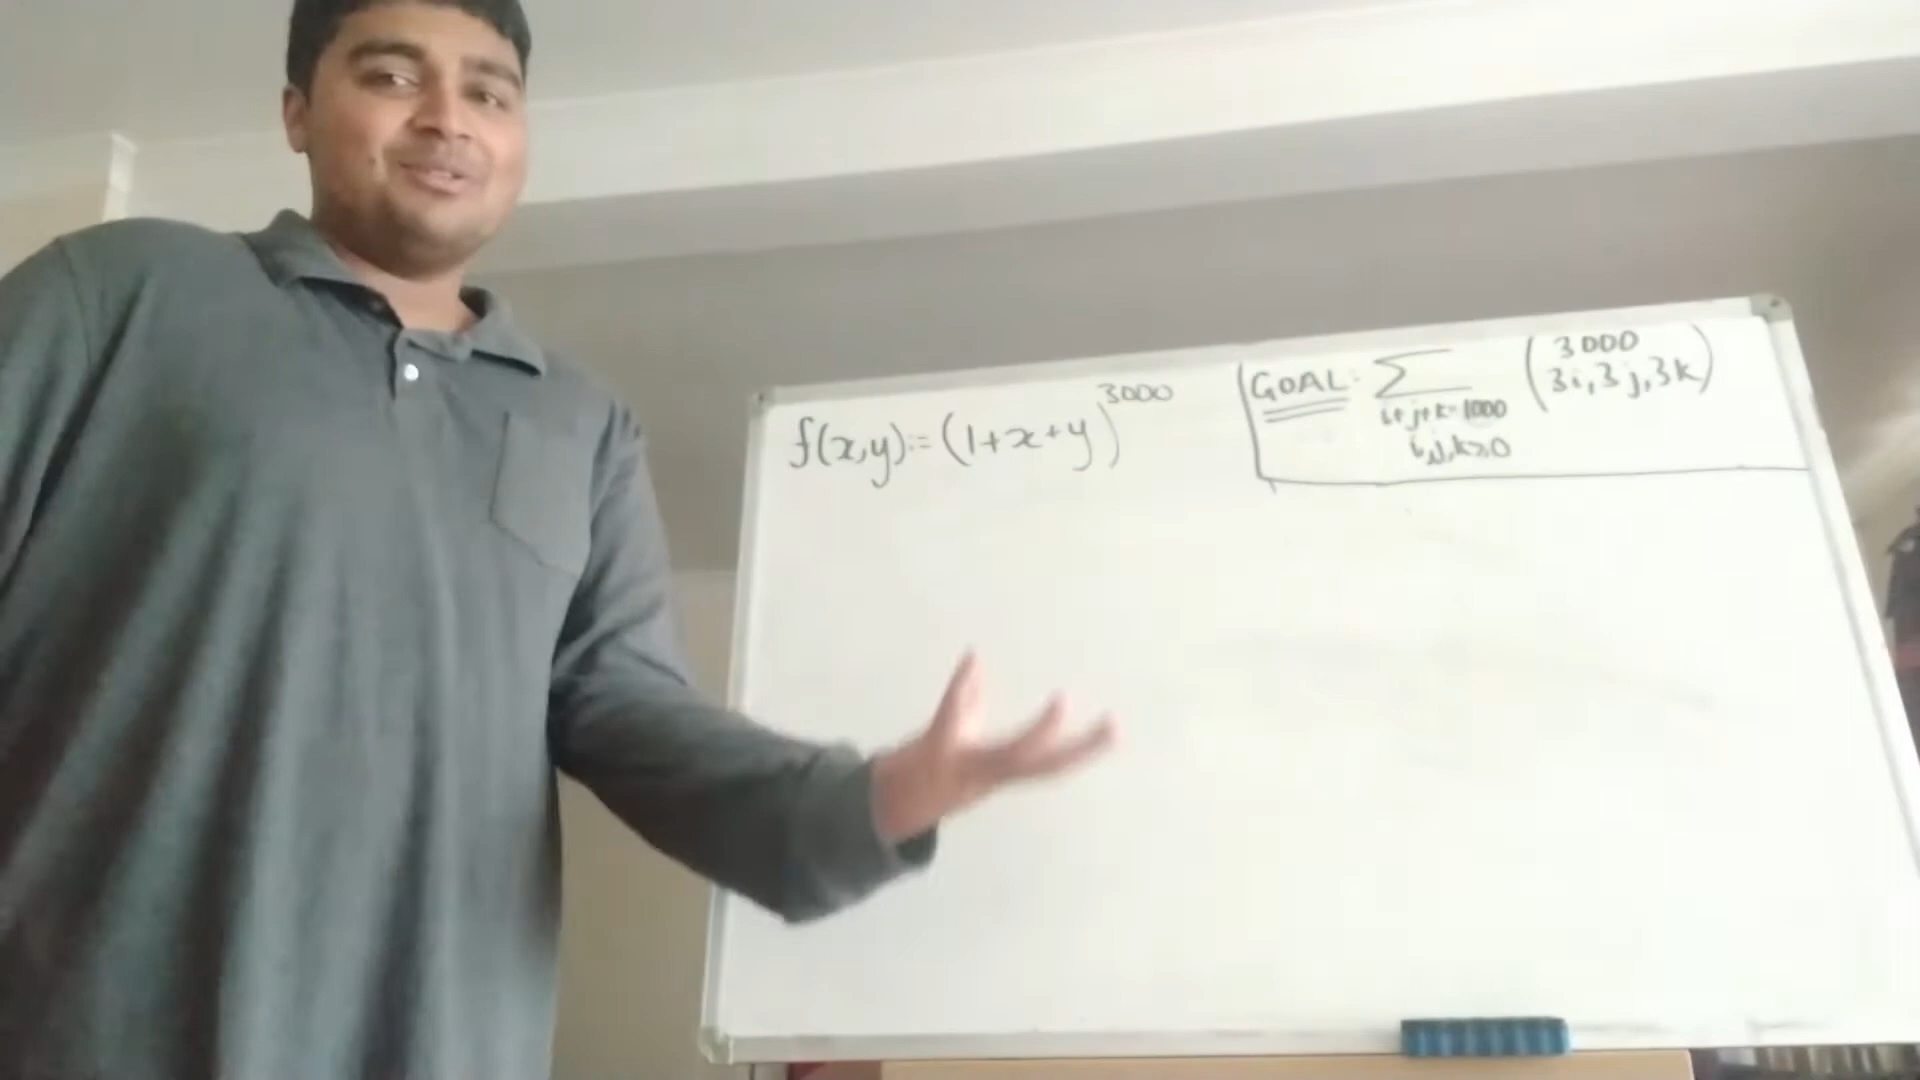 f(x,y):=(1+x+y)^3000
GOAL: ∑ (3000
3i,3j,3k)
i+j+k=1000
i,j,k≥0